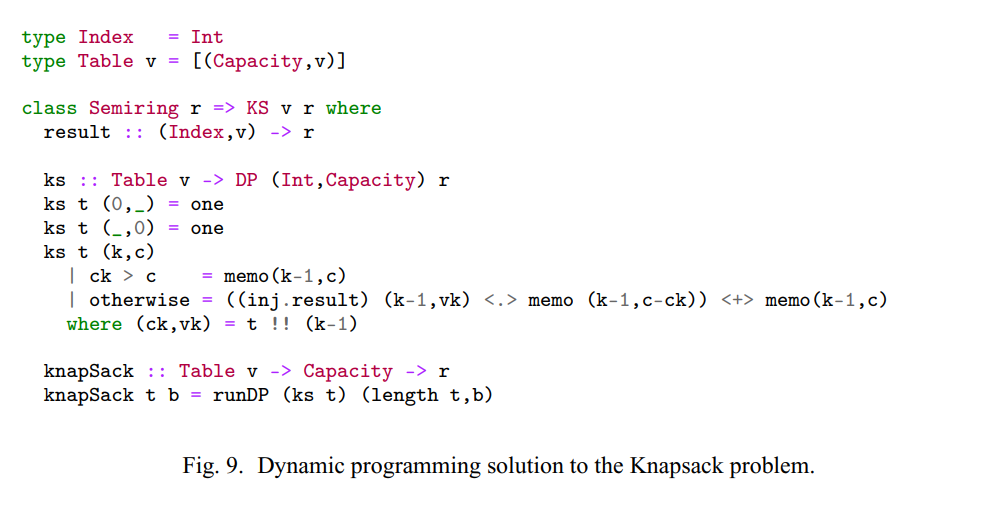 type Index   = Int
type Table v = [(Capacity,v)]
class Semiring r => KS v r where
  result :: (Index,v) -> r
  ks :: Table v -> DP (Int,Capacity) r
  ks t (0,_) = one
  ks t (_,0) = one
  ks t (k,c)
    | ck > c    = memo(k-1,c)
    | otherwise = ((inj.result) (k-1,vk) <.> memo (k-1,c-ck)) <+> memo(k-1,c)
    where (ck,vk) = t !! (k-1)
  knapSack :: Table v -> Capacity -> r
  knapSack t b = runDP (ks t) (length t,b)
Fig. 9. Dynamic programming solution to the Knapsack problem.